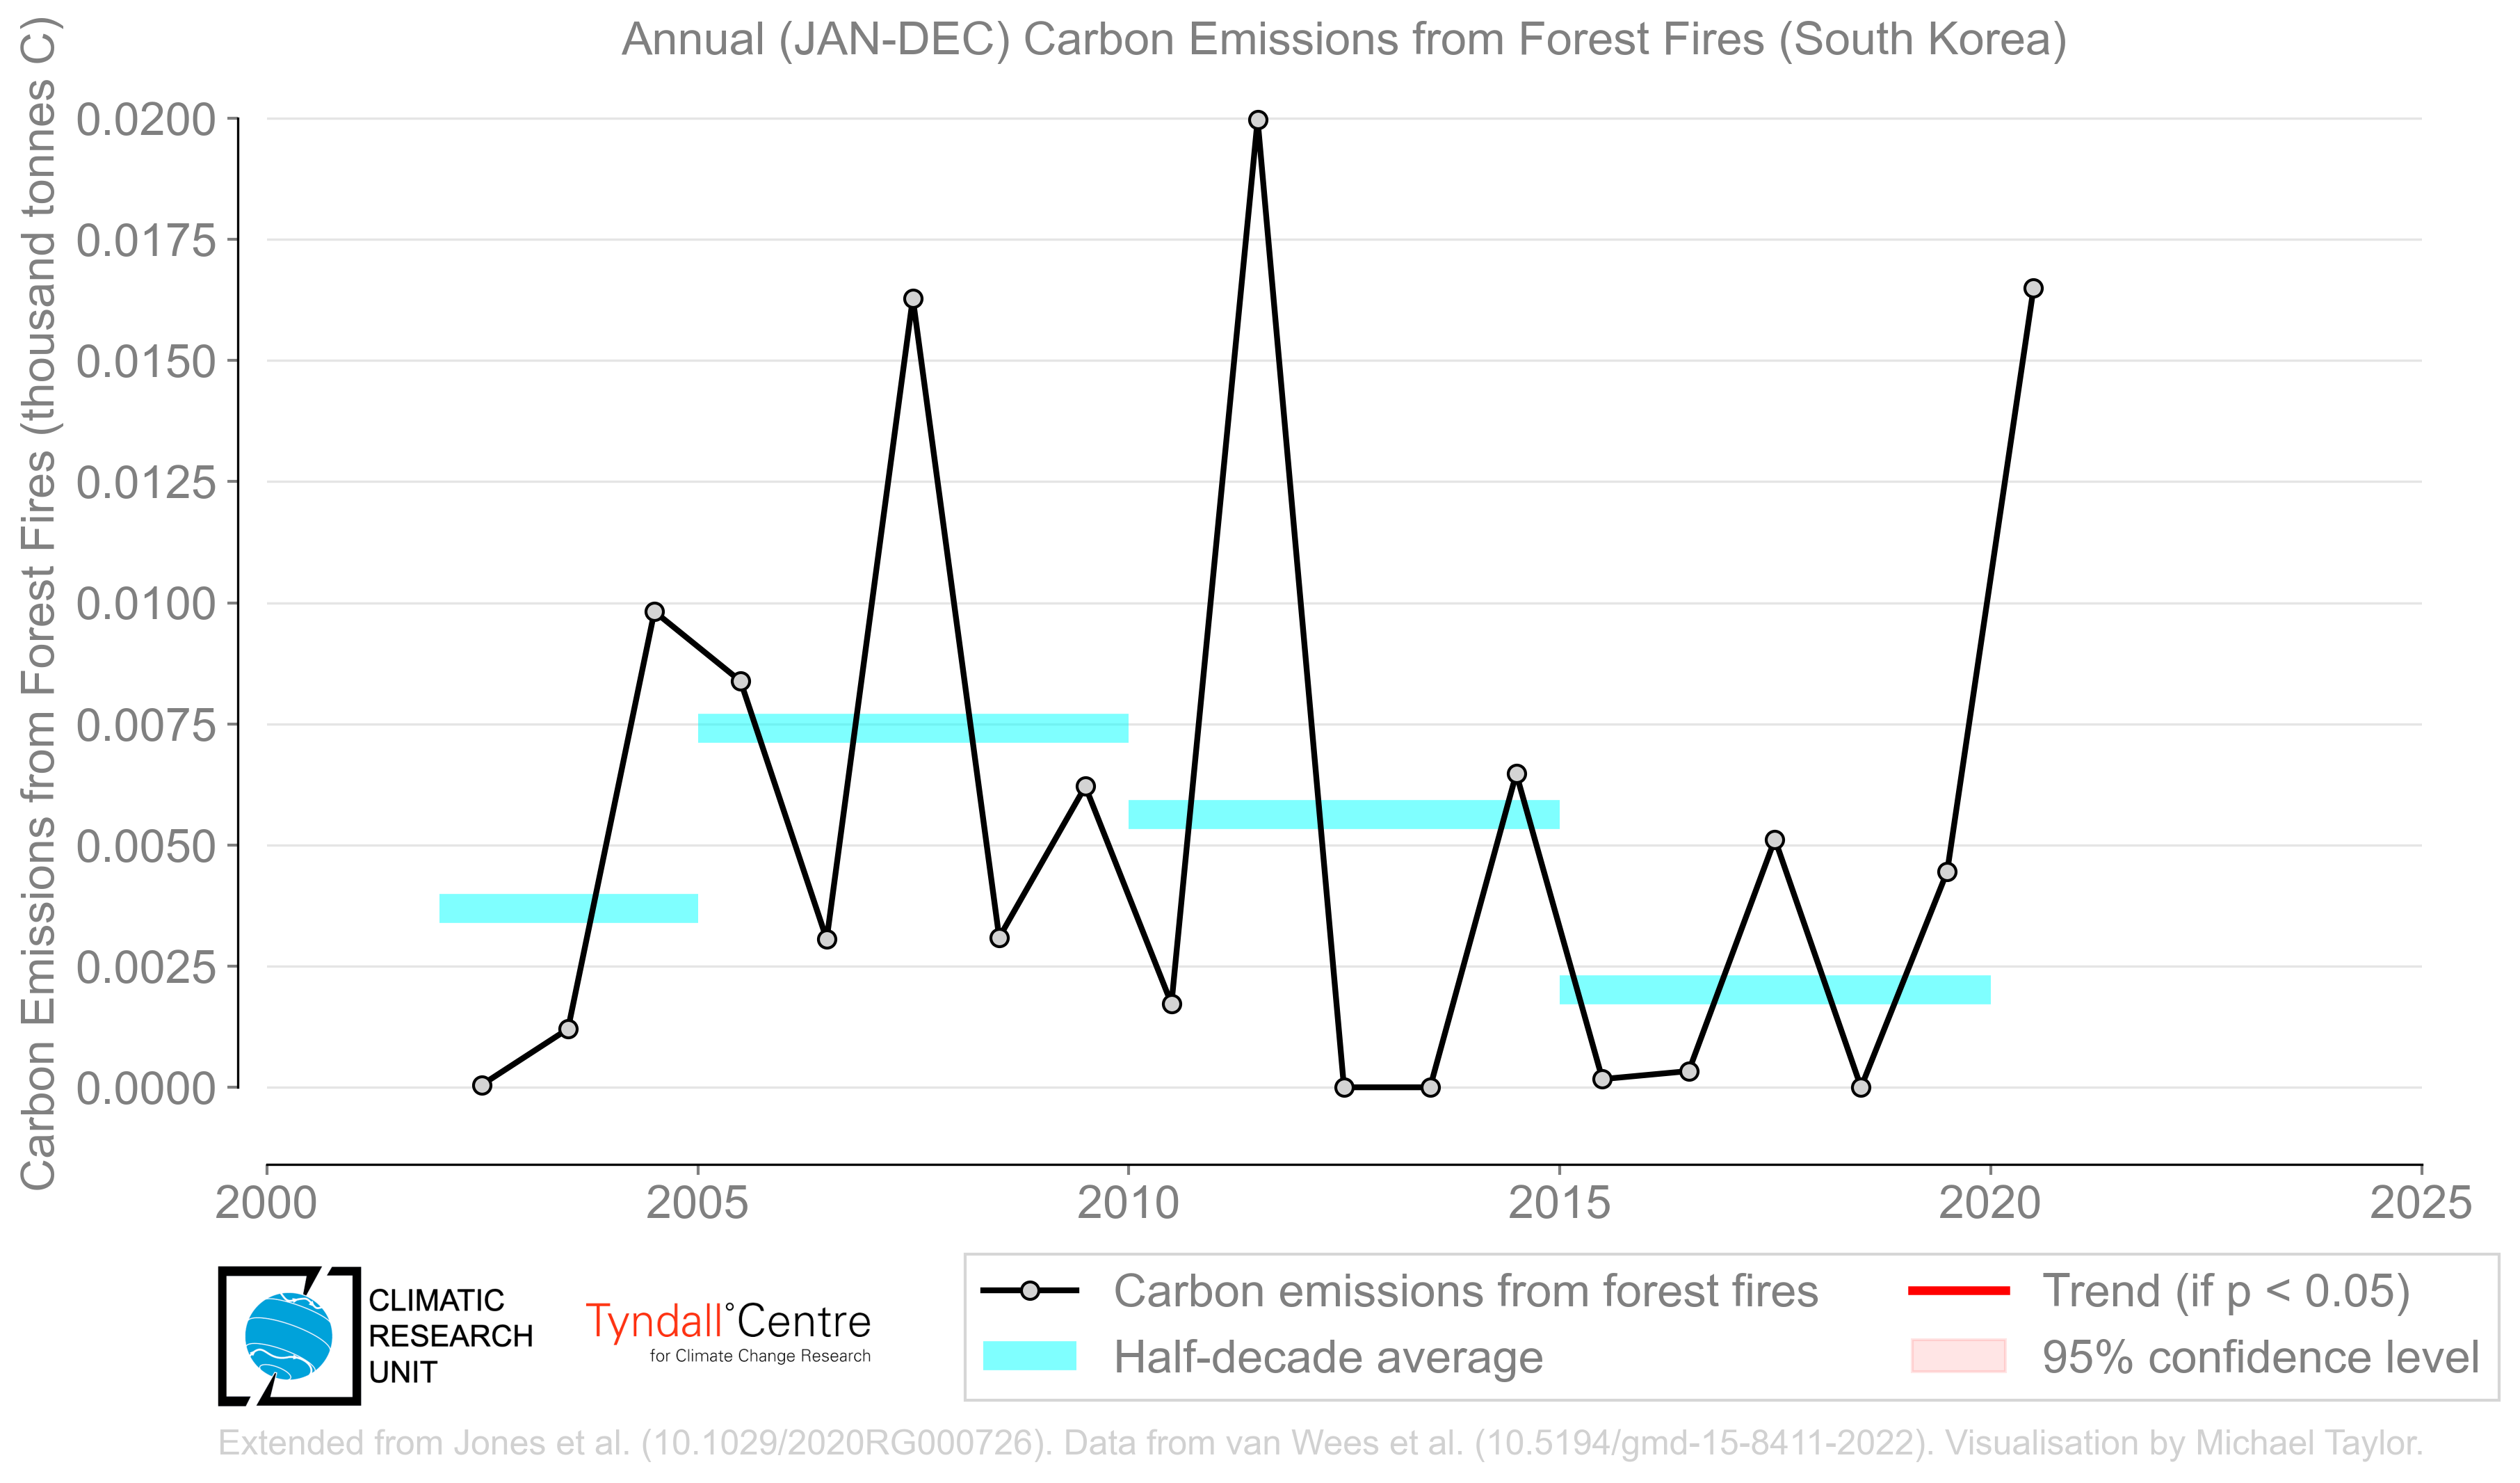 Annual (JAN-DEC) Carbon Emissions from Forest Fires (South Korea)
Carbon Emissions from Forest Fires (thousand tonnes C)
0.0200
0.0175
0.0150
0.0125
0.0100
0.0075
0.0050
0.0025
0.0000
2000 2005 2010 2015 2020 2025
CLIMATIC
RESEARCH
UNIT
Tyndall°Centre
for Climate Change Research
Carbon emissions from forest fires
Half-decade average
Trend (if p < 0.05)
95% confidence level
Extended from Jones et al. (10.1029/2020RG000726). Data from van Wees et al. (10.5194/gmd-15-8411-2022). Visualisation by Michael Taylor.